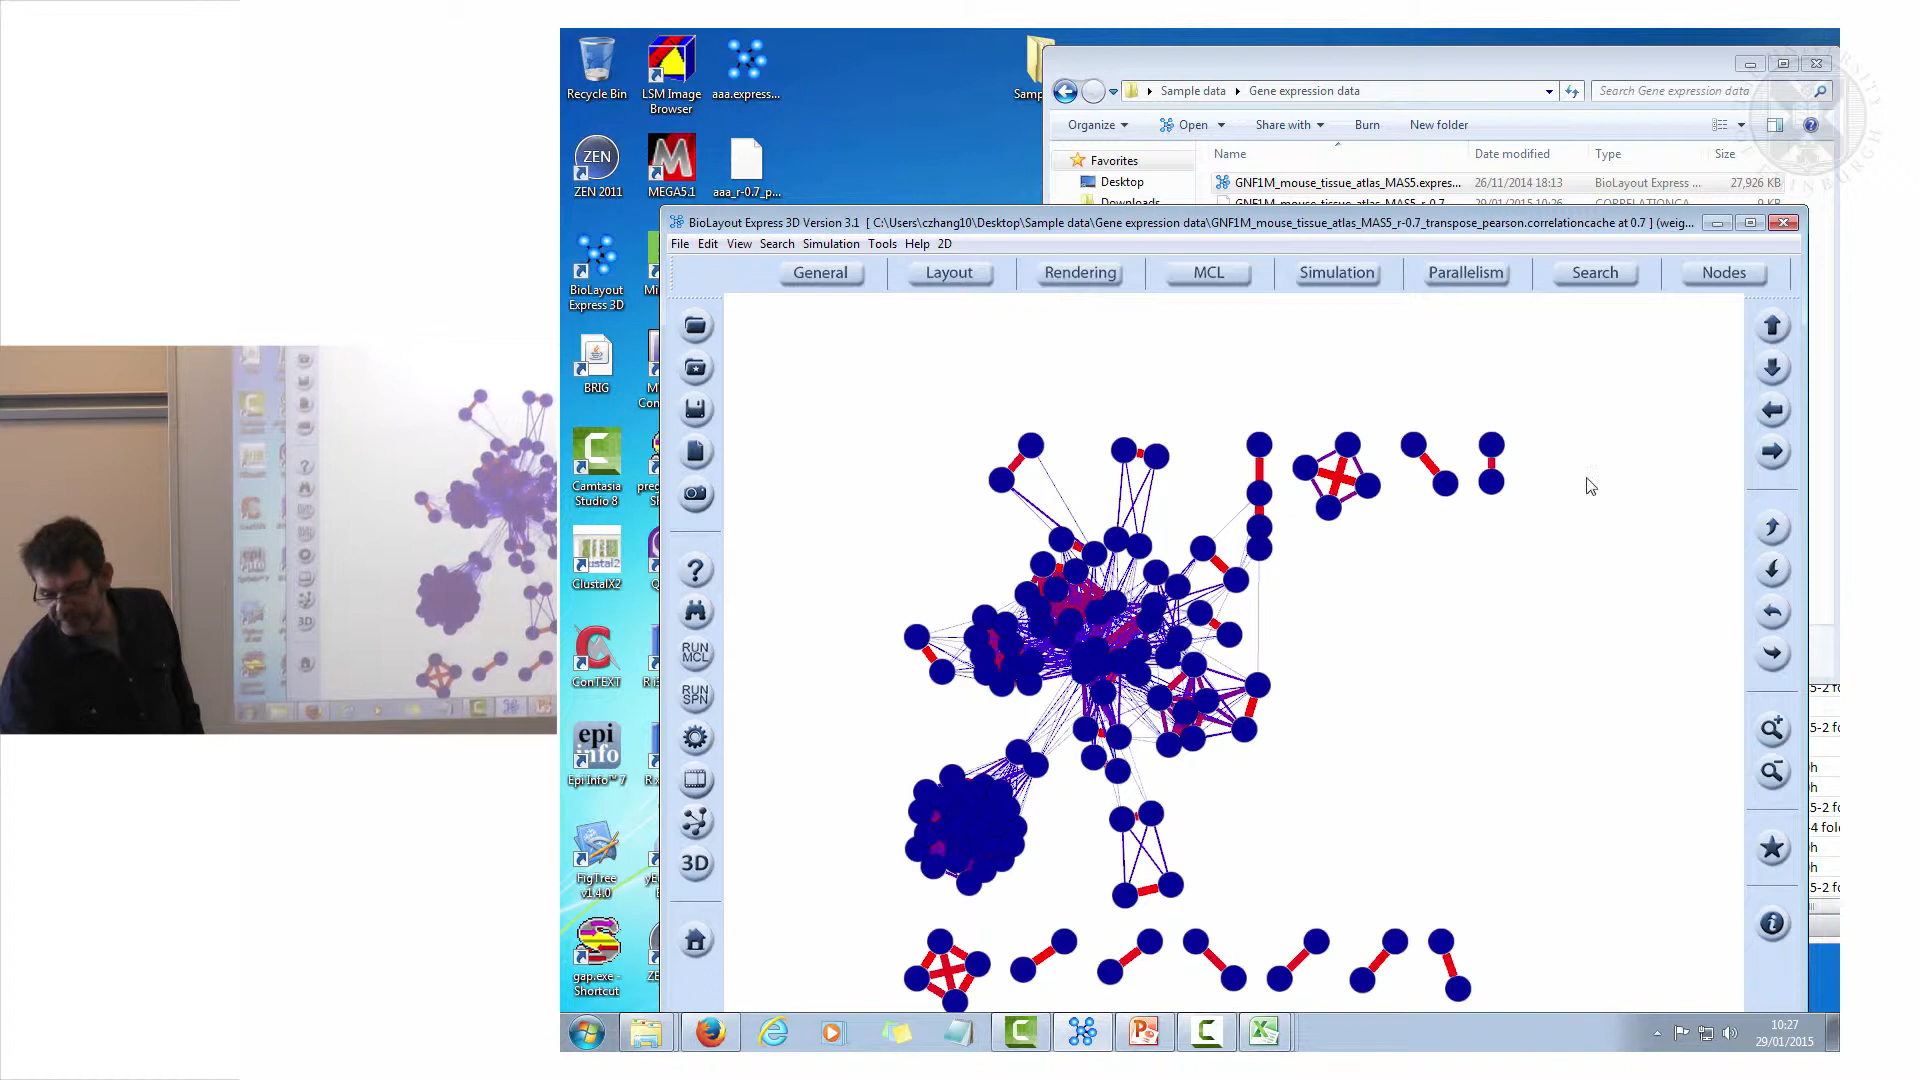 Recycle Bin
LSM Image
Browser
aaa.express...
ZEN
ZEN 2011
MEGA5.1
aaa_r-0.7_p...
BioLayout
Express 3D
BRIG
Camtasia
Studio 8
ClustalX2
ConTEXT
epi
info
Epi Info™ 7
FigTree
v1.4.0
gap.exe -
Shortcut
Sample data
Gene expression data
Search Gene expression data
Organize
Open
Share with
Burn
New folder
Favorites
Desktop
Downloads
Name
Date modified
Type
Size
GNF1M_mouse_tissue_atlas_MAS5.expres...
26/11/2014 18:13
BioLayout Express ...
27,926 KB
BioLayout Express 3D Version 3.1 [ C:\Users\czhang10\Desktop\Sample data\Gene expression data\GNF1M_mouse_tissue_atlas_MAS5_r-0.7_transpose_pearson.correlationcache at 0.7 ] (weig...
File Edit View Search Simulation Tools Help 2D
General
Layout
Rendering
MCL
Simulation
Parallelism
Search
Nodes
RUN
MCL
RUN
SPN
3D
10:27
29/01/2015